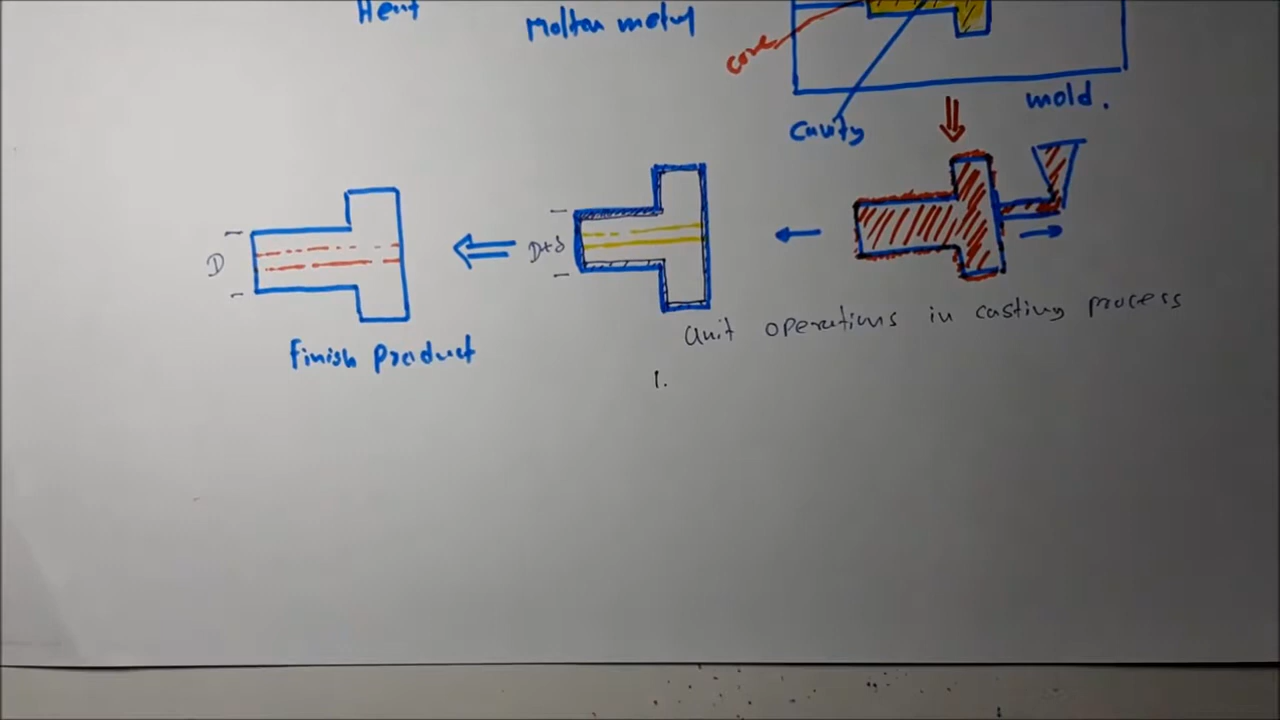 Heat
Molten metal
core
cavity
mold.
D
D+δ
Finish product
Unit operations in casting process
1.